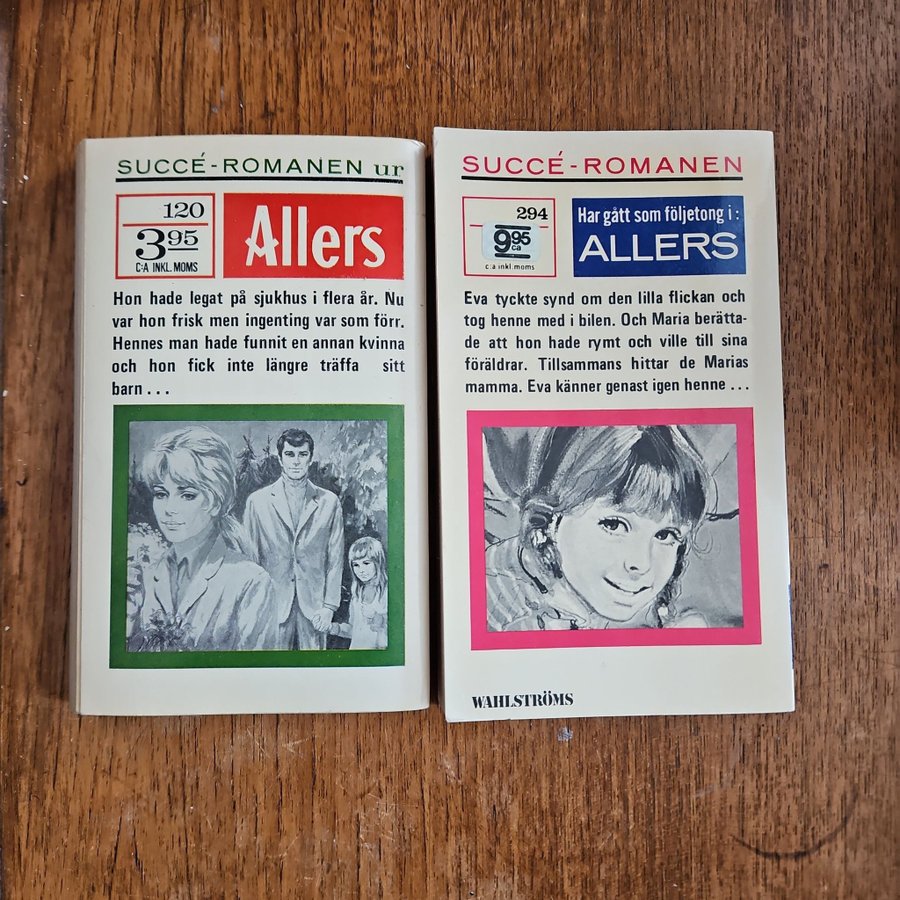 SUCCÉ-ROMANEN ur
120
3 95
C:A INKL. MOMS
Allers
Hon hade legat på sjukhus i flera år. Nu
var hon frisk men ingenting var som förr.
Hennes man hade funnit en annan kvinna
och hon fick inte längre träffa sitt
barn...
SUCCÉ-ROMANEN
294
9 95
ca
c:a inkl. moms
Har gått som följetong i:
ALLERS
Eva tyckte synd om den lilla flickan och
tog henne med i bilen. Och Maria berätta-
de att hon hade rymt och ville till sina
föräldrar. Tillsammans hittar de Marias
mamma. Eva känner genast igen henne...
WAHLSTRÖMS